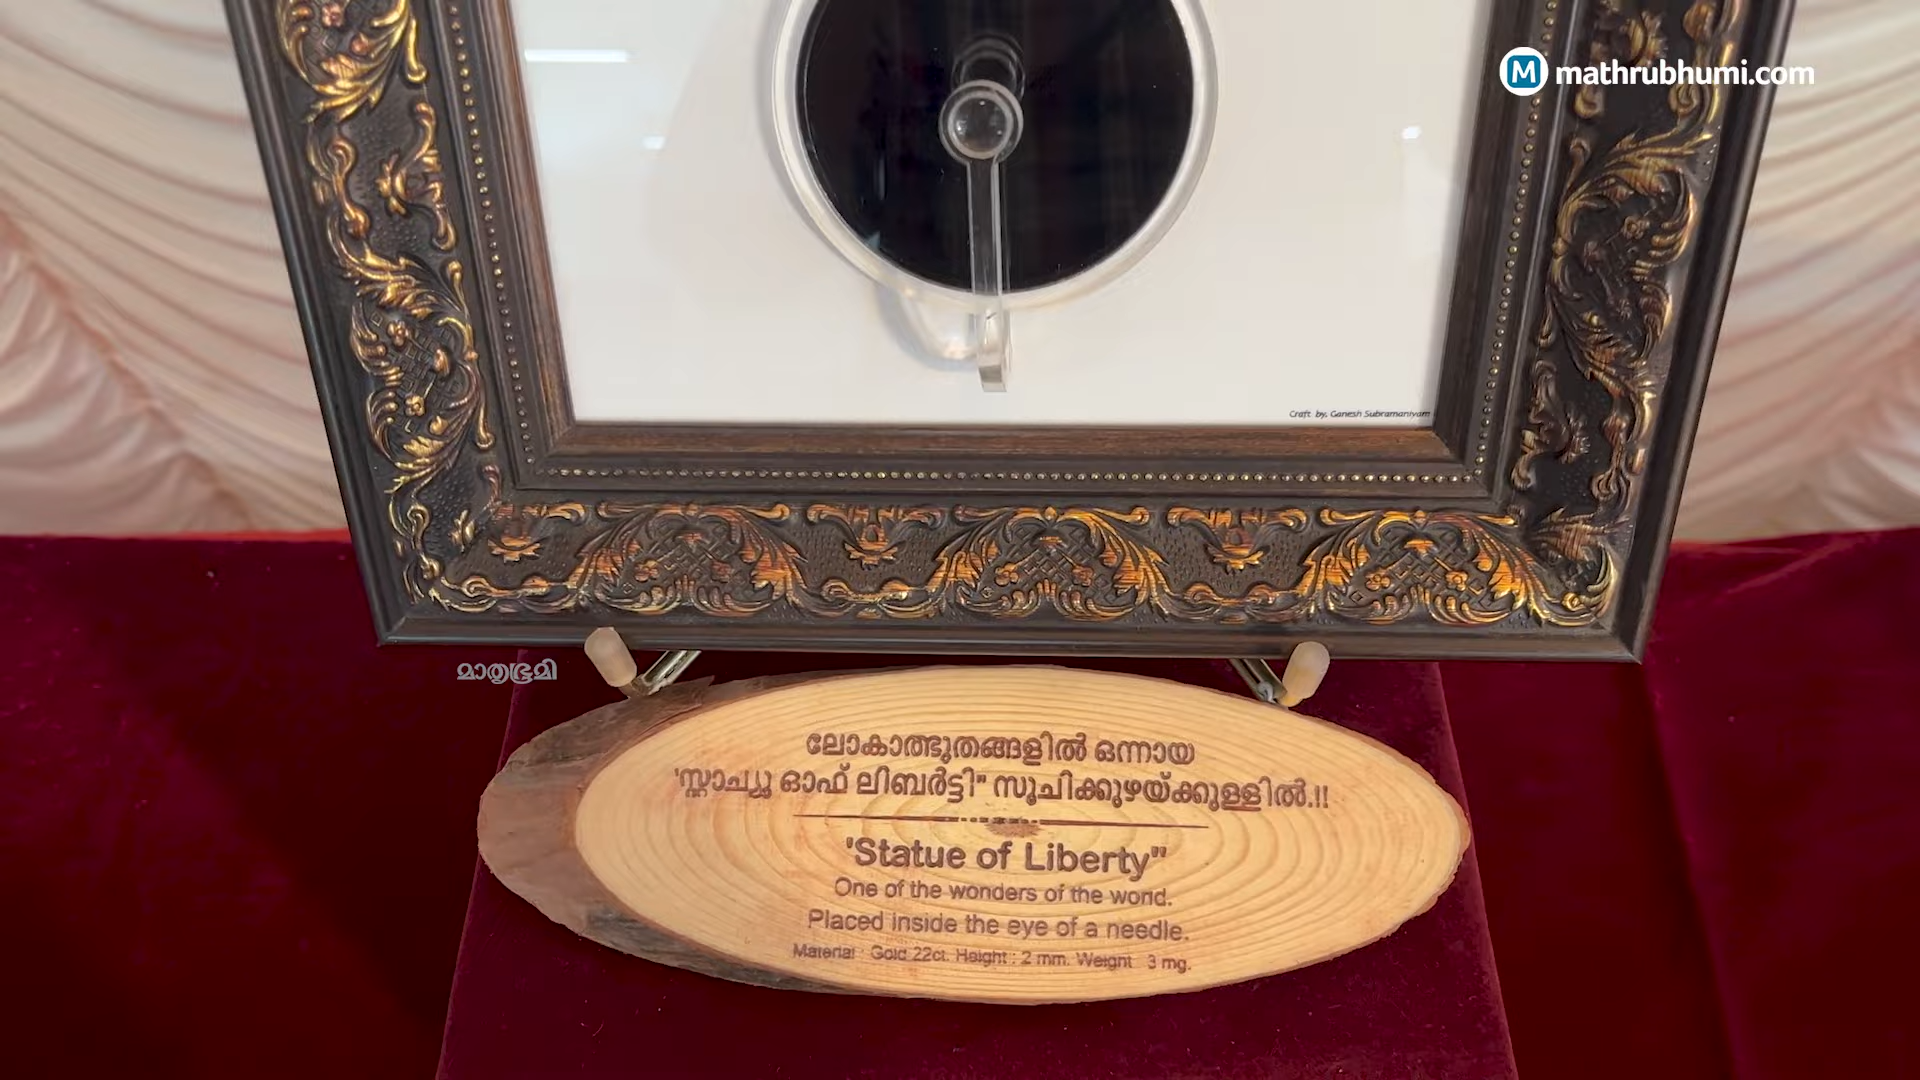 mathrubhumi.com
Craft by. Ganesh Subramaniyam
മാതൃഭൂമി
ലോകാത്ഭുതങ്ങളിൽ ഒന്നായ
'സ്റ്റാച്യൂ ഓഫ് ലിബർട്ടി" സൂചിക്കുഴയ്ക്കുള്ളിൽ.!!
'Statue of Liberty"
One of the wonders of the world.
Placed inside the eye of a needle.
Material : Gold 22ct. Height : 2 mm. Weight : 3 mg.